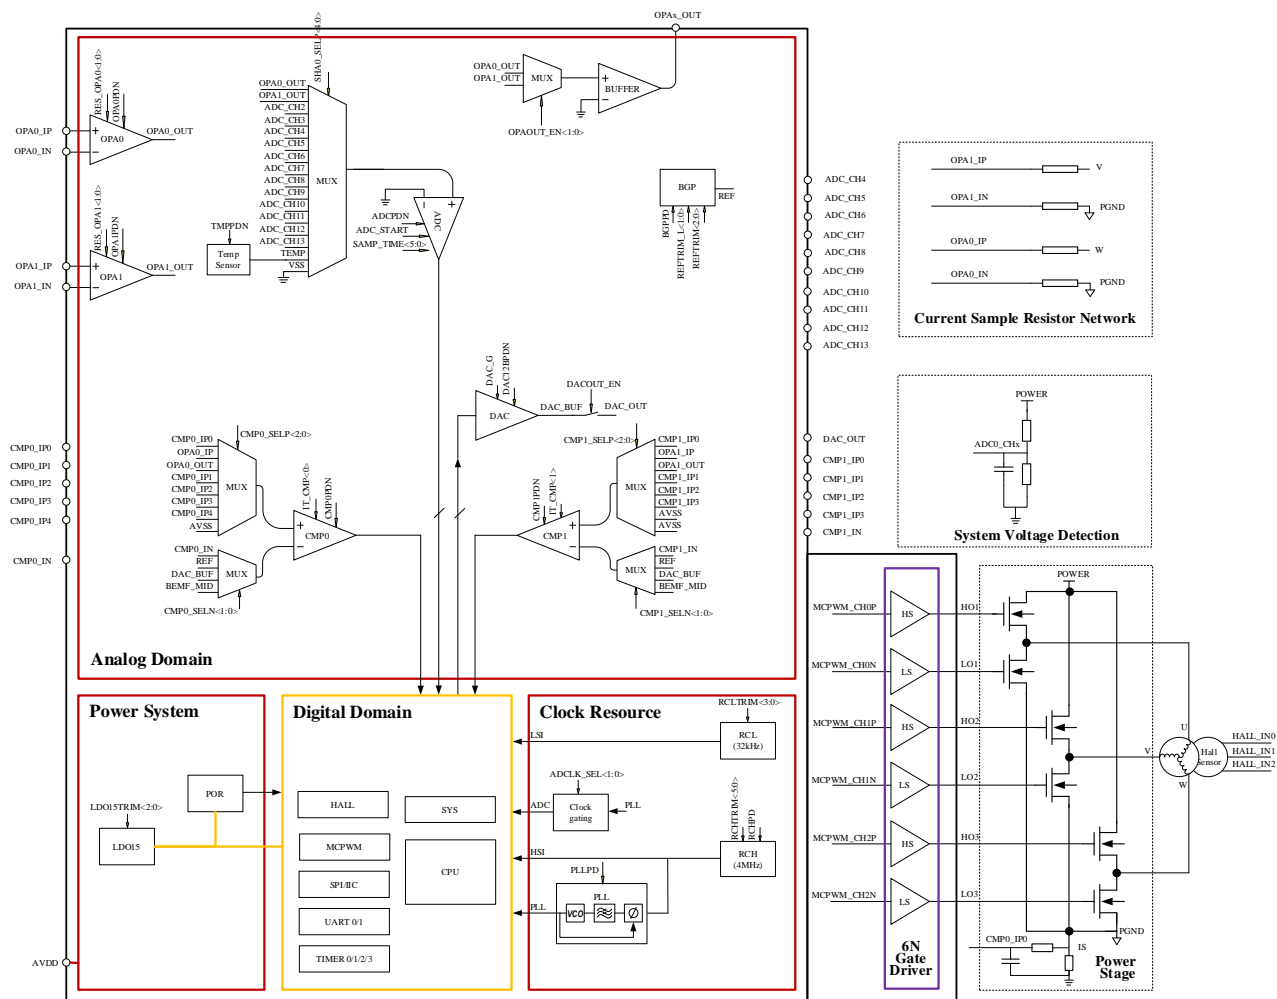 OPAx_OUT
SHA0_SELP<4:0>
RES_OPA0<1:0>
OPA0PDN
OPA0_IP
OPA0_IN
OPA0
OPA0_OUT
OPA0_OUT
OPA1_OUT
ADC_CH2
ADC_CH3
ADC_CH4
ADC_CH5
ADC_CH6
ADC_CH7
ADC_CH8
ADC_CH9
ADC_CH10
ADC_CH11
ADC_CH12
ADC_CH13
TEMP
VSS
MUX
TMPPDN
Temp
Sensor
ADC
ADCPDN
ADC_START
SAMP_TIME<5:0>
RES_OPA1<1:0>
OPA1PDN
OPA1_IP
OPA1_IN
OPA1
OPA1_OUT
OPA0_OUT
OPA1_OUT
MUX
BUFFER
OPAOUT_EN<1:0>
BGP
REF
BGPPD
REFTRIM_L<1:0>
REFTRIM<2:0>
ADC_CH4
ADC_CH5
ADC_CH6
ADC_CH7
ADC_CH8
ADC_CH9
ADC_CH10
ADC_CH11
ADC_CH12
ADC_CH13
OPA1_IP
V
OPA1_IN
PGND
OPA0_IP
W
OPA0_IN
PGND
Current Sample Resistor Network
DAC_G
DAC12BPDN
DAC
DAC_BUF
DACOUT_EN
DAC_OUT
POWER
ADC0_CHx
System Voltage Detection
CMP0_IP0
CMP0_IP1
CMP0_IP2
CMP0_IP3
CMP0_IP4
CMP0_IN
CMP0_SELP<2:0>
CMP0_IP0
OPA0_IP
OPA0_OUT
CMP0_IP1
CMP0_IP2
CMP0_IP3
CMP0_IP4
AVSS
MUX
IT_CMP<0>
CMP0PDN
CMP0
CMP0_IN
REF
DAC_BUF
BEMF_MID
MUX
CMP0_SELN<1:0>
CMP1_SELP<2:0>
CMP1_IP0
OPA1_IP
OPA1_OUT
CMP1_IP1
CMP1_IP2
CMP1_IP3
AVSS
AVSS
MUX
CMP1PDN
IT_CMP<1>
CMP1
CMP1_IN
REF
DAC_BUF
BEMF_MID
MUX
CMP1_SELN<1:0>
DAC_OUT
CMP1_IP0
CMP1_IP1
CMP1_IP2
CMP1_IP3
CMP1_IN
Analog Domain
Power System
POR
LDO15TRIM<2:0>
LDO15
AVDD
Digital Domain
HALL
MCPWM
SPI/IIC
UART 0/1
TIMER 0/1/2/3
SYS
CPU
Clock Resource
LSI
RCLTRIM<3:0>
RCL
(32kHz)
ADCLK_SEL<1:0>
ADC
Clock
gating
PLL
RCHTRIM<5:0>
RCHPD
HSI
RCH
(4MHz)
PLLPD
PLL
PLL
VCO
MCPWM_CH0P
HS
HO1
MCPWM_CH0N
LS
LO1
MCPWM_CH1P
HS
HO2
MCPWM_CH1N
LS
LO2
MCPWM_CH2P
HS
HO3
MCPWM_CH2N
LS
LO3
6N
Gate
Driver
POWER
U
V
W
Hall
Sensor
HALL_IN0
HALL_IN1
HALL_IN2
PGND
CMP0_IP0
IS
Power
Stage